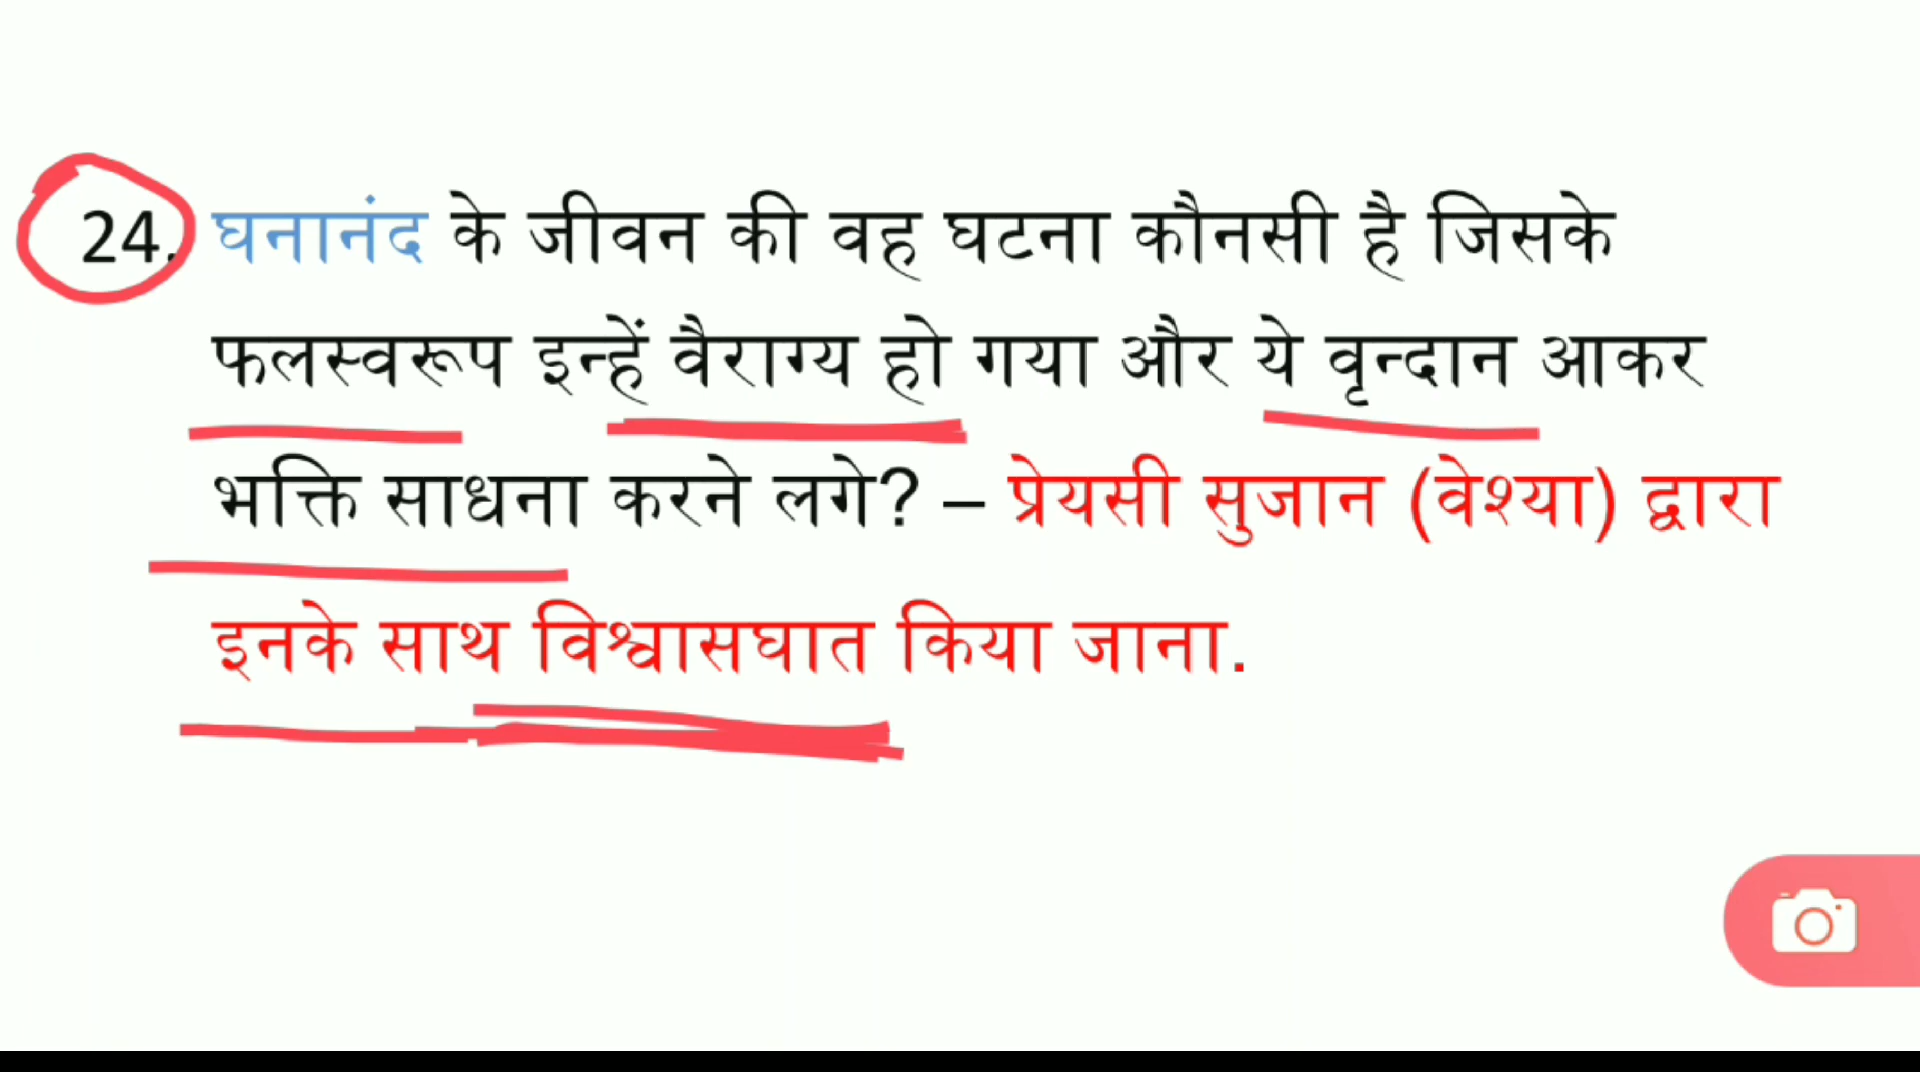 24. घनानंद के जीवन की वह घटना कौनसी है जिसके
फलस्वरूप इन्हें वैराग्य हो गया और ये वृन्दान आकर
भक्ति साधना करने लगे? – प्रेयसी सुजान (वेश्या) द्वारा
इनके साथ विश्वासघात किया जाना.